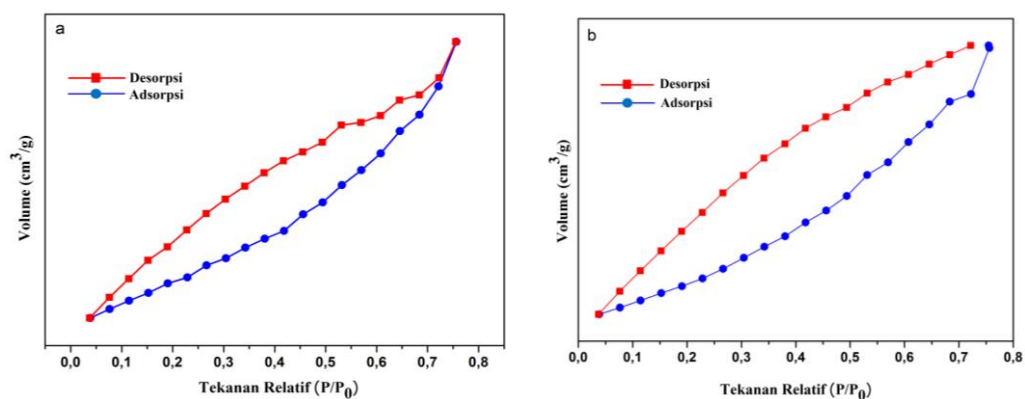 a
Desorpsi
Adsorpsi
Volume (cm³/g)
0,0 0,1 0,2 0,3 0,4 0,5 0,6 0,7 0,8
Tekanan Relatif (P/P₀)
b
Desorpsi
Adsorpsi
Volume (cm³/g)
0,0 0,1 0,2 0,3 0,4 0,5 0,6 0,7 0,8
Tekanan Relatif (P/P₀)